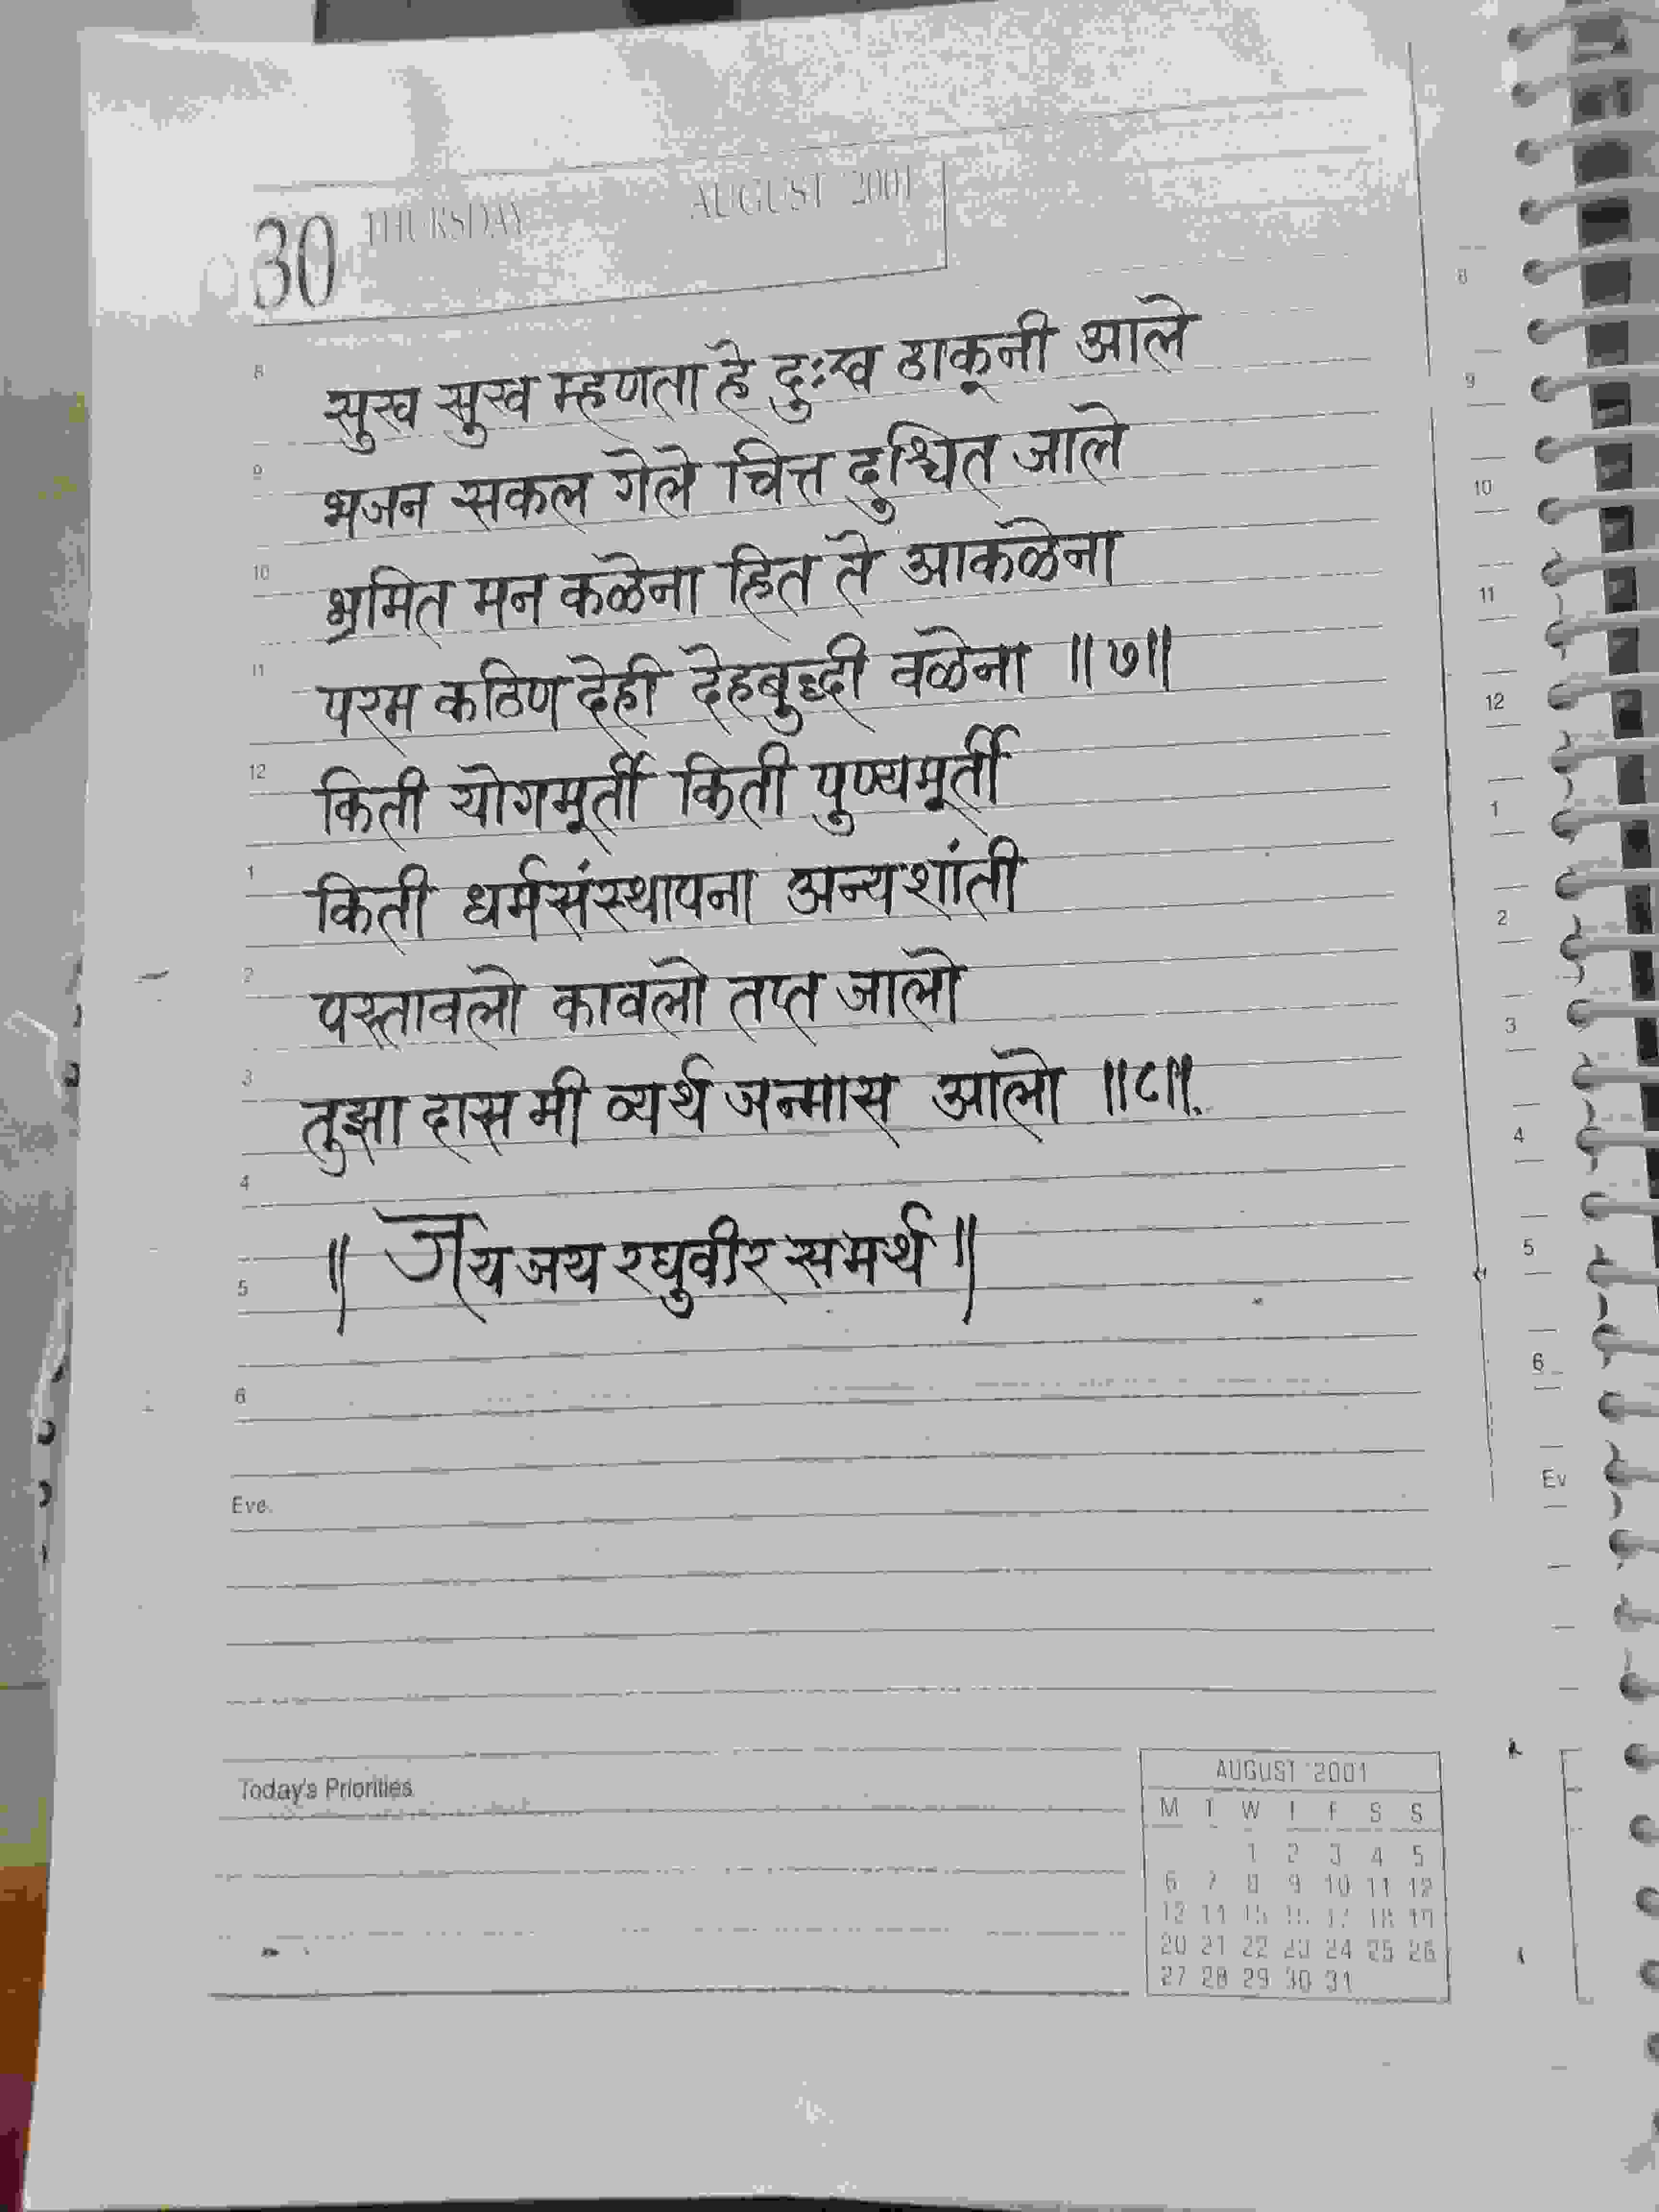 30 THURSDAY AUGUST 2001
सुख सुख म्हणता हे दुःख ठाकूनी आले
भजन सकल गेले चित्त दुश्चित जाले
भ्रमित मन कळेना हित ते आकळेना
परम कठिण देही देहबुद्धी वळेना ॥७॥
किती योगमूर्ती किती पुण्यमूर्ती
किती धर्मसंस्थापना अन्यशांती
पस्तावलो कावलो तप्त जालो
तुझा दास मी व्यर्थ जन्मास आलो ॥८॥
॥ जय जय रघुवीर समर्थ ॥
8
9
10
11
12
1
2
3
4
5
6
Eve.
Today's Priorities
AUGUST 2001
M T W T F S S
1 2 3 4 5
6 7 8 9 10 11 12
13 14 15 16 17 18 19
20 21 22 23 24 25 26
27 28 29 30 31
8
9
10
11
12
1
2
3
4
5
6
Ev